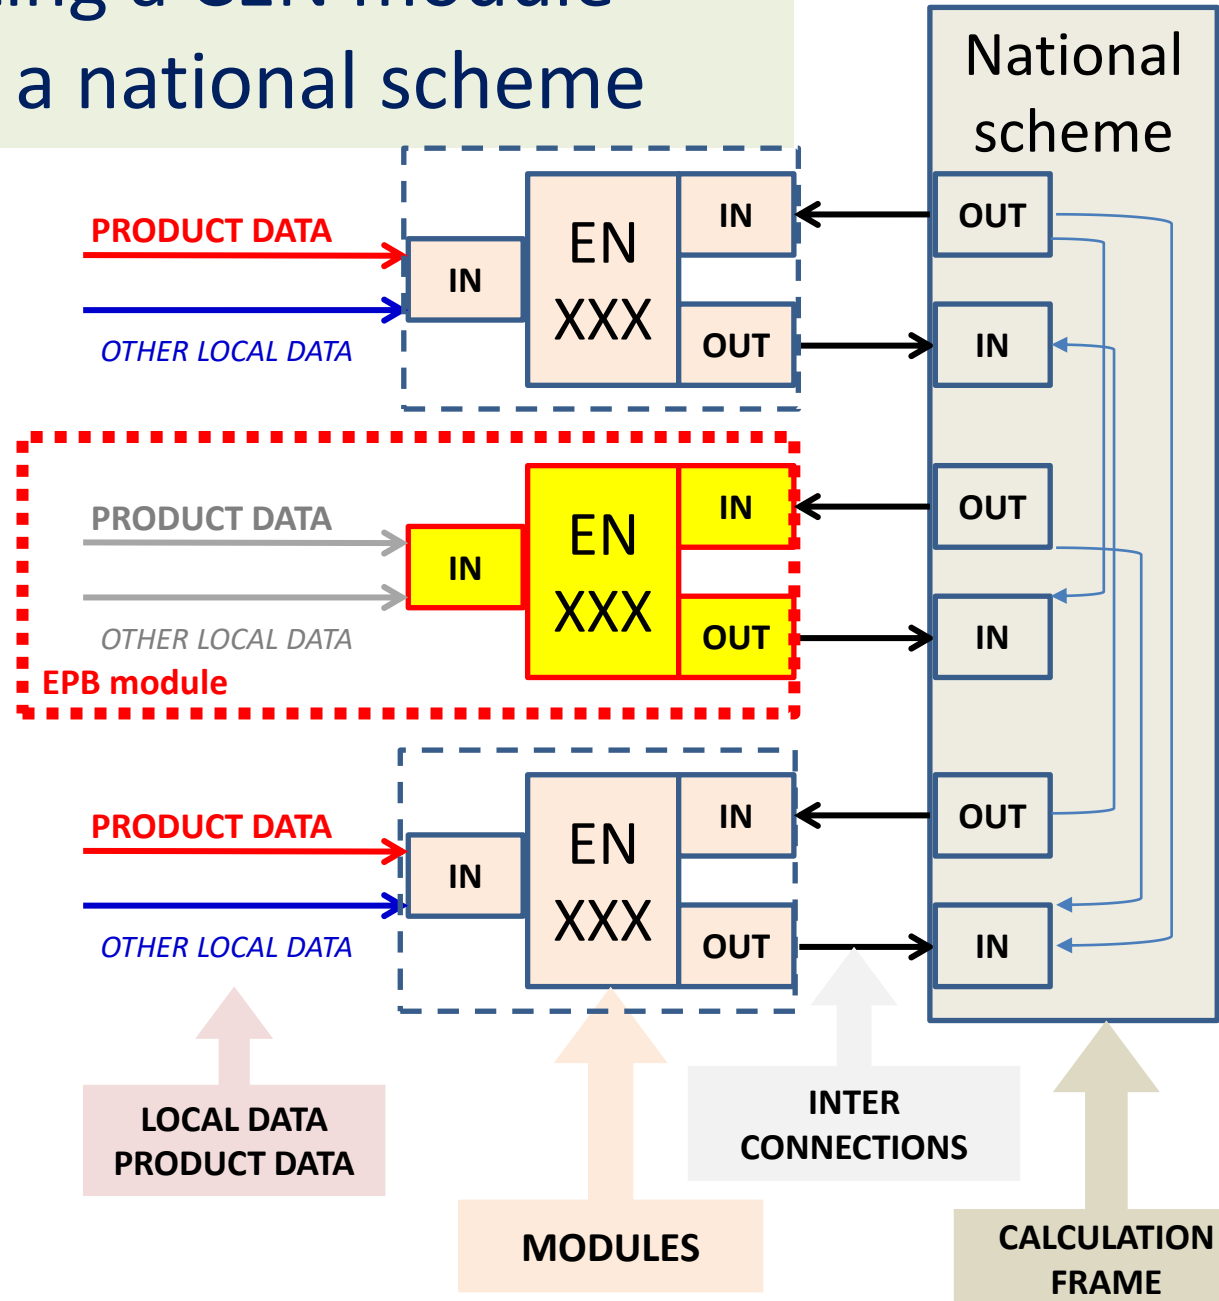 a CEN module
a national scheme
National
scheme
PRODUCT DATA
OTHER LOCAL DATA
IN
EN
XXX
IN
OUT
OUT
IN
PRODUCT DATA
OTHER LOCAL DATA
EPB module
IN
EN
XXX
IN
OUT
OUT
IN
PRODUCT DATA
OTHER LOCAL DATA
IN
EN
XXX
IN
OUT
OUT
IN
LOCAL DATA
PRODUCT DATA
MODULES
INTER
CONNECTIONS
CALCULATION
FRAME